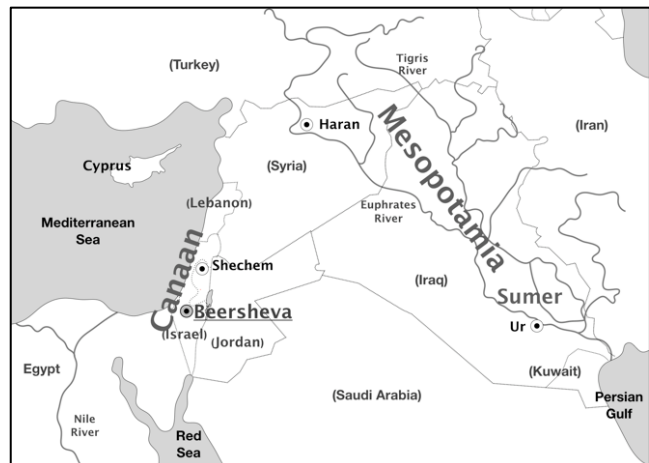 Tigris
River
(Turkey)
Haran
Mesopotamia
(Iran)
Cyprus
(Syria)
(Lebanon)
Euphrates
River
Mediterranean
Sea
Canaan
Shechem
(Iraq)
Sumer
Beersheva
Ur
(Israel)
(Jordan)
Egypt
(Kuwait)
(Saudi Arabia)
Persian
Gulf
Nile
River
Red
Sea